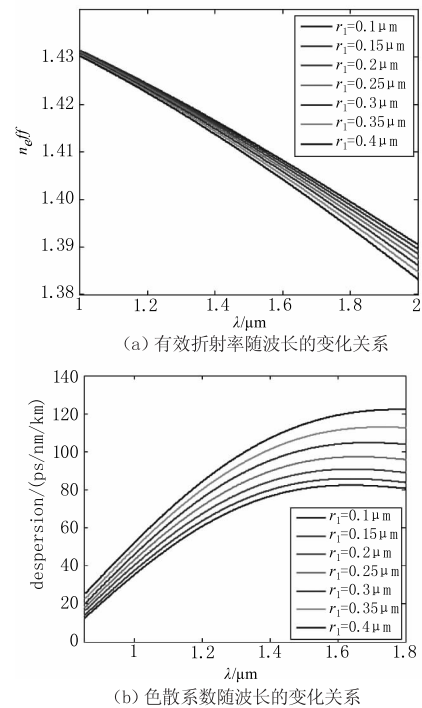 1.43
1.42
1.41
1.40
1.39
1.38
neff
r1=0.1μm
r1=0.15μm
r1=0.2μm
r1=0.25μm
r1=0.3μm
r1=0.35μm
r1=0.4μm
1 1.2 1.4 1.6 1.8 2
λ/μm
(a)有效折射率随波长的变化关系
140
120
100
80
60
40
20
0
despersion/(ps/nm/km)
r1=0.1μm
r1=0.15μm
r1=0.2μm
r1=0.25μm
r1=0.3μm
r1=0.35μm
r1=0.4μm
1 1.2 1.4 1.6 1.8
λ/μm
(b)色散系数随波长的变化关系